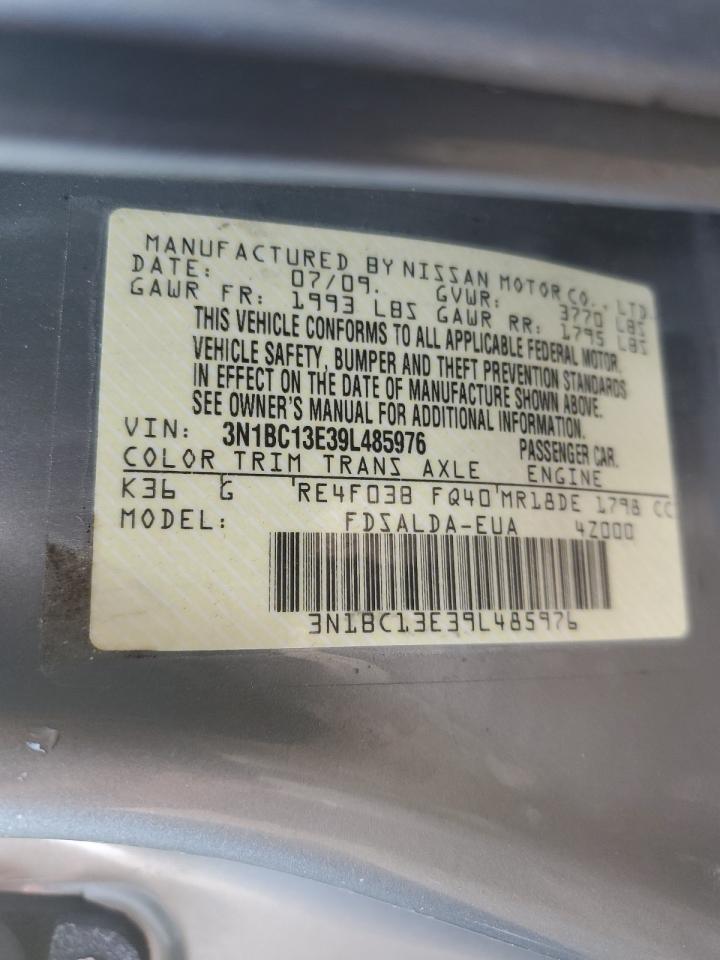 MANUFACTURED BY NISSAN MOTOR CO., LTD.
DATE: 07/09. GVWR: 3770 LBS
GAWR FR: 1993 LBS GAWR RR: 1795 LBS
THIS VEHICLE CONFORMS TO ALL APPLICABLE FEDERAL MOTOR
VEHICLE SAFETY, BUMPER AND THEFT PREVENTION STANDARDS
IN EFFECT ON THE DATE OF MANUFACTURE SHOWN ABOVE.
SEE OWNER'S MANUAL FOR ADDITIONAL INFORMATION.
VIN: 3N1BC13E39L485976 PASSENGER CAR.
COLOR TRIM TRANS AXLE ENGINE
K36 G RE4F03B FQ40 MR18DE 1798 CC
MODEL: FDSALDA-EUA 4Z000
3N1BC13E39L485976